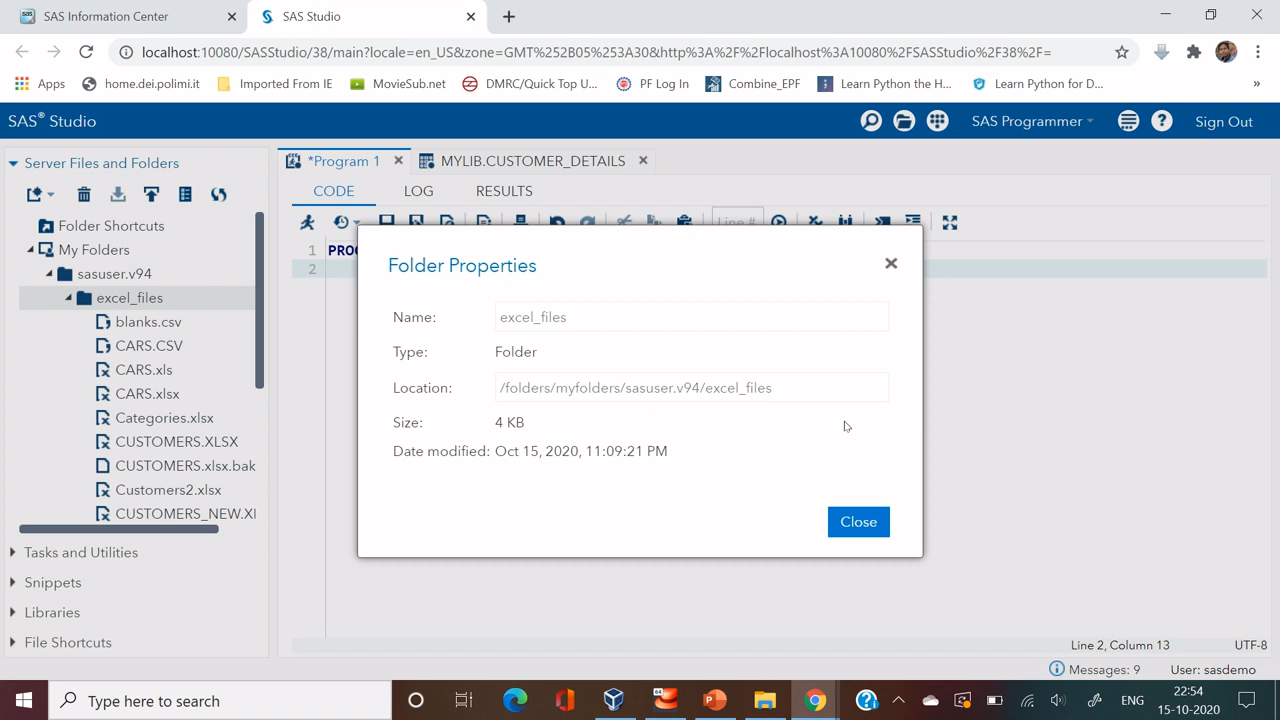 SAS Information Center
SAS Studio
localhost:10080/SASStudio/38/main?locale=en_US&zone=GMT%252B05%253A30&http%3A%2F%2Flocalhost%3A10080%2FSASStudio%2F38%2F=
Apps
home.dei.polimi.it
Imported From IE
MovieSub.net
DMRC/Quick Top U...
PF Log In
Combine_EPF
Learn Python the H...
Learn Python for D...
»
SAS® Studio
SAS Programmer
Sign Out
Server Files and Folders
*Program 1
MYLIB.CUSTOMER_DETAILS
CODE
LOG
RESULTS
Line #
Folder Shortcuts
My Folders
sasuser.v94
excel_files
blanks.csv
CARS.CSV
CARS.xls
CARS.xlsx
Categories.xlsx
CUSTOMERS.XLSX
CUSTOMERS.xlsx.bak
Customers2.xlsx
CUSTOMERS_NEW.XL
Tasks and Utilities
Snippets
Libraries
File Shortcuts
1 PROC
2
Folder Properties
Name: excel_files
Type: Folder
Location: /folders/myfolders/sasuser.v94/excel_files
Size: 4 KB
Date modified: Oct 15, 2020, 11:09:21 PM
Close
Line 2, Column 13
UTF-8
Messages: 9
User: sasdemo
Type here to search
ENG
22:54
15-10-2020